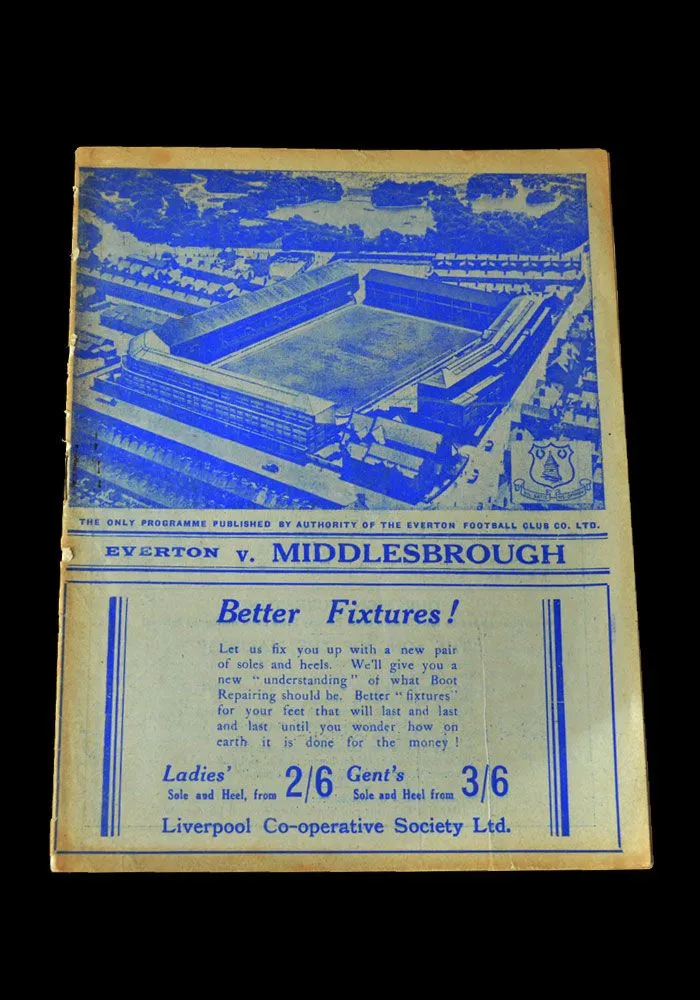 THE ONLY PROGRAMME PUBLISHED BY AUTHORITY OF THE EVERTON FOOTBALL CLUB CO. LTD.
EVERTON v. MIDDLESBROUGH
Better Fixtures!
Let us fix you up with a new pair
of soles and heels. We'll give you a
new "understanding" of what Boot
Repairing should be. Better "fixtures"
for your feet that will last and last
and last until you wonder how on
earth it is done for the money!
Ladies' 2/6 Gent's 3/6
Sole and Heel, from Sole and Heel from
Liverpool Co-operative Society Ltd.